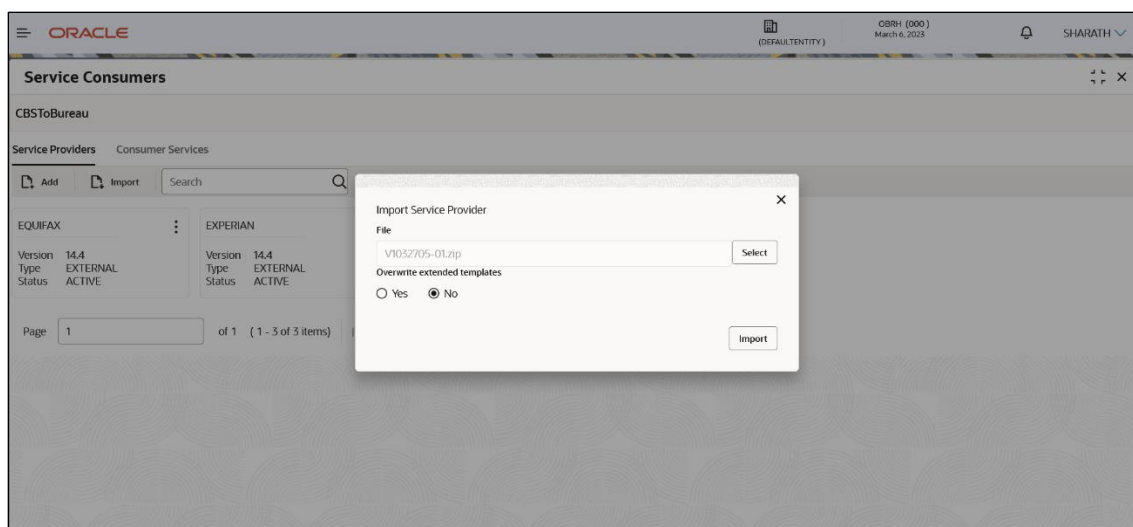 ORACLE
(DEFAULTENTITY )
OBRH (000 )
March 6, 2023
SHARATH
Service Consumers
CBSToBureau
Service Providers Consumer Services
Add Import Search
EQUIFAX
Version 14.4
Type EXTERNAL
Status ACTIVE
EXPERIAN
Version 14.4
Type EXTERNAL
Status ACTIVE
Page 1 of 1 ( 1 - 3 of 3 items)
Import Service Provider
File
V1032705-01.zip Select
Overwrite extended templates
Yes No
Import